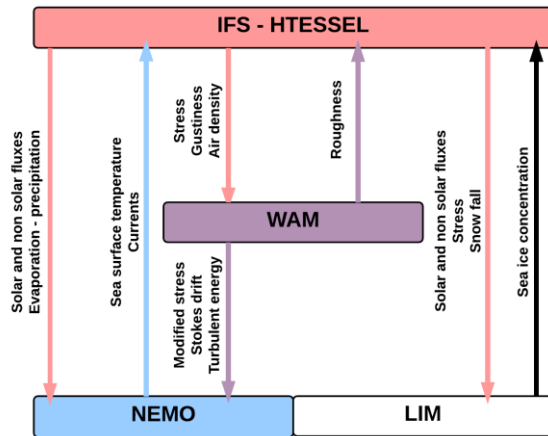 IFS - HTESSEL
Solar and non solar fluxes
Evaporation - precipitation
Sea surface temperature
Currents
Stress
Gustiness
Air density
Roughness
Solar and non solar fluxes
Stress
Snow fall
Sea ice concentration
WAM
Modified stress
Stokes drift
Turbulent energy
NEMO
LIM